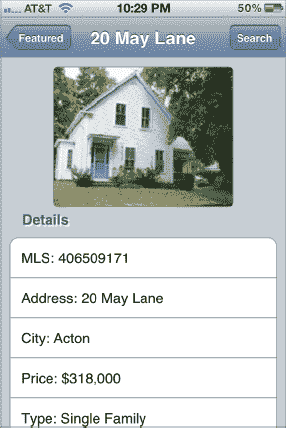 AT&T 10:29 PM 50%
Featured 20 May Lane Search
Details
MLS: 406509171
Address: 20 May Lane
City: Acton
Price: $318,000
Type: Single Family